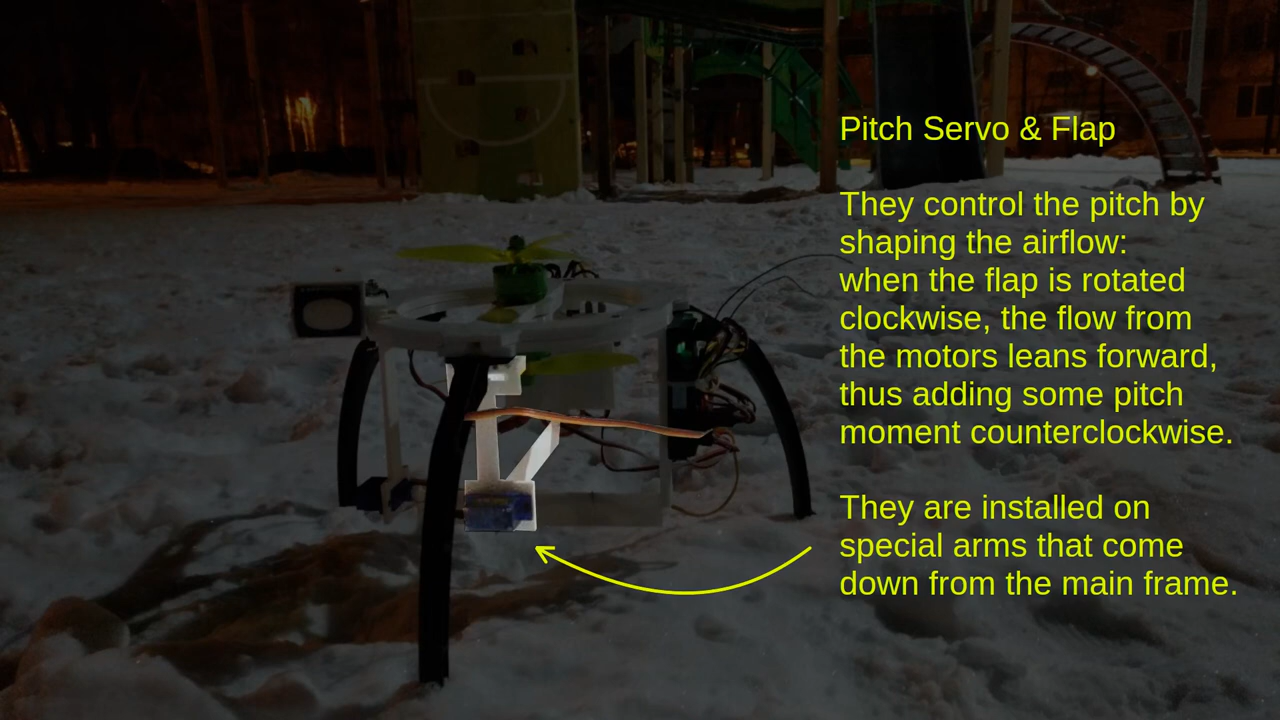 Pitch Servo & Flap
They control the pitch by
shaping the airflow:
when the flap is rotated
clockwise, the flow from
the motors leans forward,
thus adding some pitch
moment counterclockwise.
They are installed on
special arms that come
down from the main frame.